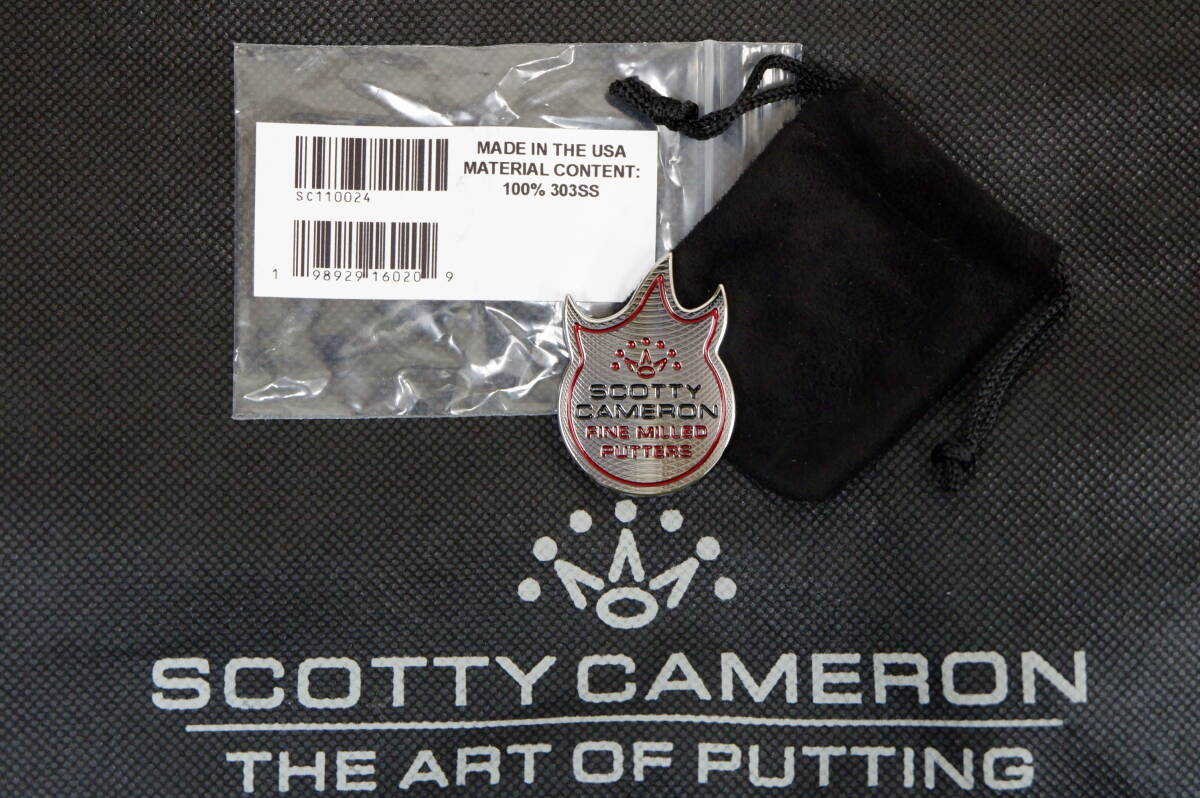 MADE IN THE USA
MATERIAL CONTENT:
100% 303SS
SC110024
1 98929 16020 9
SCOTTY
CAMERON
FINE MILLED
PUTTERS
SCOTTY CAMERON
THE ART OF PUTTING